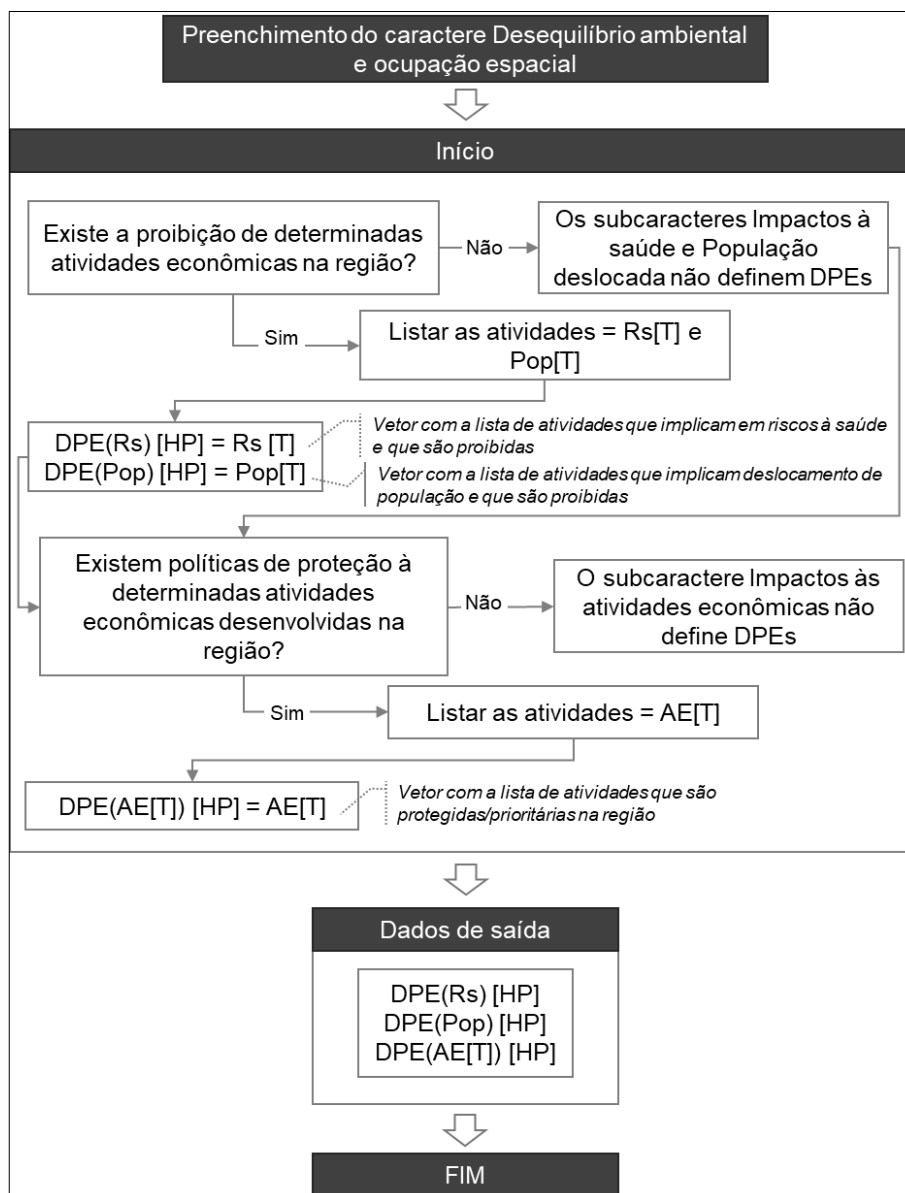 Preenchimento do caractere Desequilíbrio ambiental
e ocupação espacial
Início
Existe a proibição de determinadas
atividades econômicas na região?
Não
Os subcaracteres Impactos à
saúde e População
deslocada não definem DPEs
Sim
Listar as atividades = Rs[T] e
Pop[T]
DPE(Rs) [HP] = Rs [T]
DPE(Pop) [HP] = Pop[T]
Vetor com a lista de atividades que implicam em riscos à saúde
e que são proibidas
Vetor com a lista de atividades que implicam deslocamento de
população e que são proibidas
Existem políticas de proteção à
determinadas atividades
econômicas desenvolvidas na
região?
Não
O subcaractere Impactos às
atividades econômicas não
define DPEs
Sim
Listar as atividades = AE[T]
DPE(AE[T]) [HP] = AE[T]
Vetor com a lista de atividades que são
protegidas/prioritárias na região
Dados de saída
DPE(Rs) [HP]
DPE(Pop) [HP]
DPE(AE[T]) [HP]
FIM